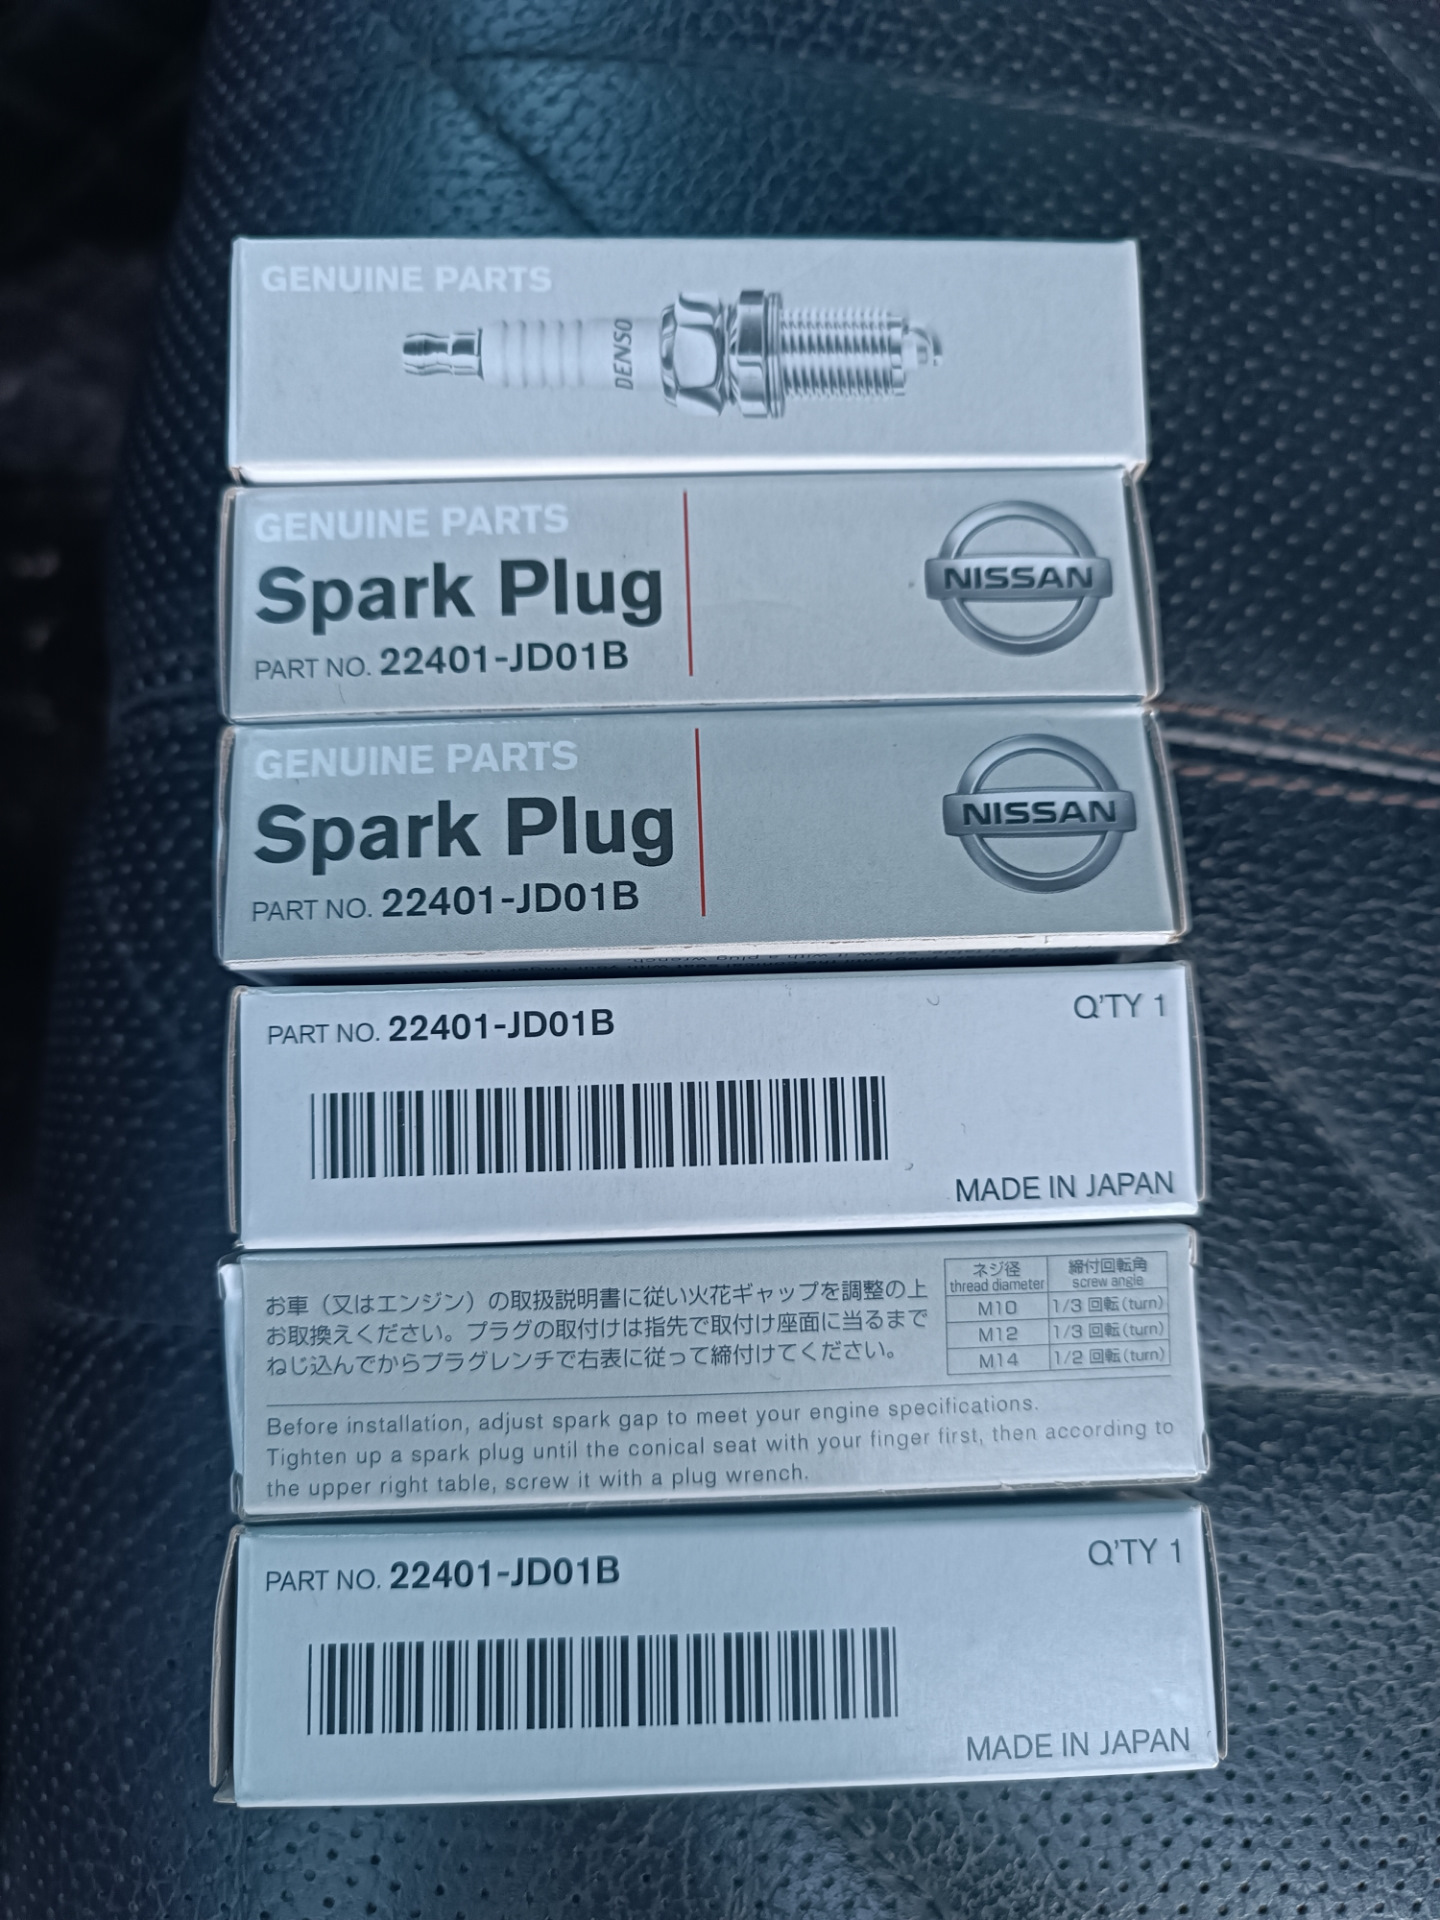 GENUINE PARTS
DENSO
GENUINE PARTS
Spark Plug
PART NO. 22401-JD01B
NISSAN
GENUINE PARTS
Spark Plug
PART NO. 22401-JD01B
NISSAN
screw it with a plug wrench
PART NO. 22401-JD01B
Q'TY 1
MADE IN JAPAN
お車（又はエンジン）の取扱説明書に従い火花ギャップを調整の上
お取換えください。プラグの取付けは指先で取付け座面に当るまで
ねじ込んでからプラグレンチで右表に従って締付けてください。
ネジ径 締付回転角
thread diameter screw angle
M10 1/3 回転(turn)
M12 1/3 回転(turn)
M14 1/2 回転(turn)
Before installation, adjust spark gap to meet your engine specifications.
Tighten up a spark plug until the conical seat with your finger first, then according to
the upper right table, screw it with a plug wrench.
PART NO. 22401-JD01B
Q'TY 1
MADE IN JAPAN